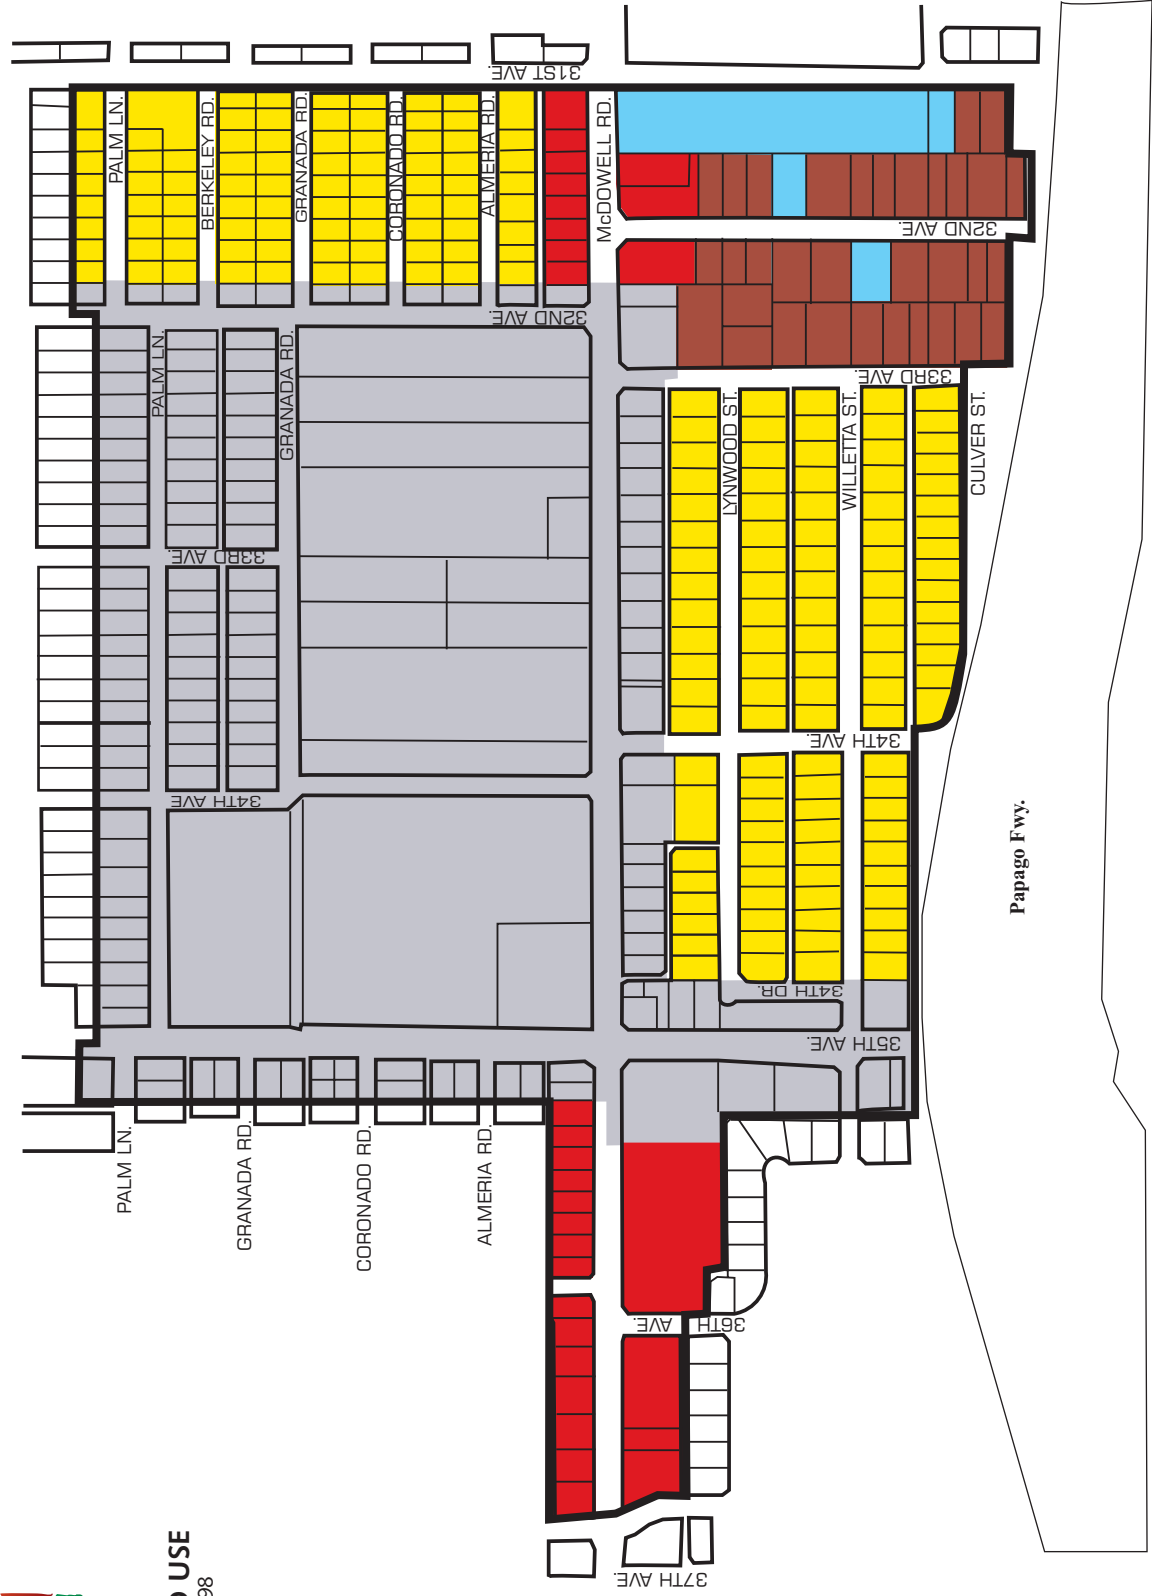 31ST AVE.
PALM LN.
BERKELEY RD.
GRANADA RD.
CORONADO RD.
ALMERIA RD.
McDOWELL RD.
32ND AVE.
32ND AVE.
PALM LN.
GRANADA RD.
33RD AVE.
LYNWOOD ST.
WILLETTA ST.
CULVER ST.
33RD AVE.
34TH AVE.
34TH AVE
Papago Fwy.
34TH DR.
35TH AVE.
PALM LN.
GRANADA RD.
CORONADO RD.
ALMERIA RD.
36TH AVE.
37TH AVE.
USE
98